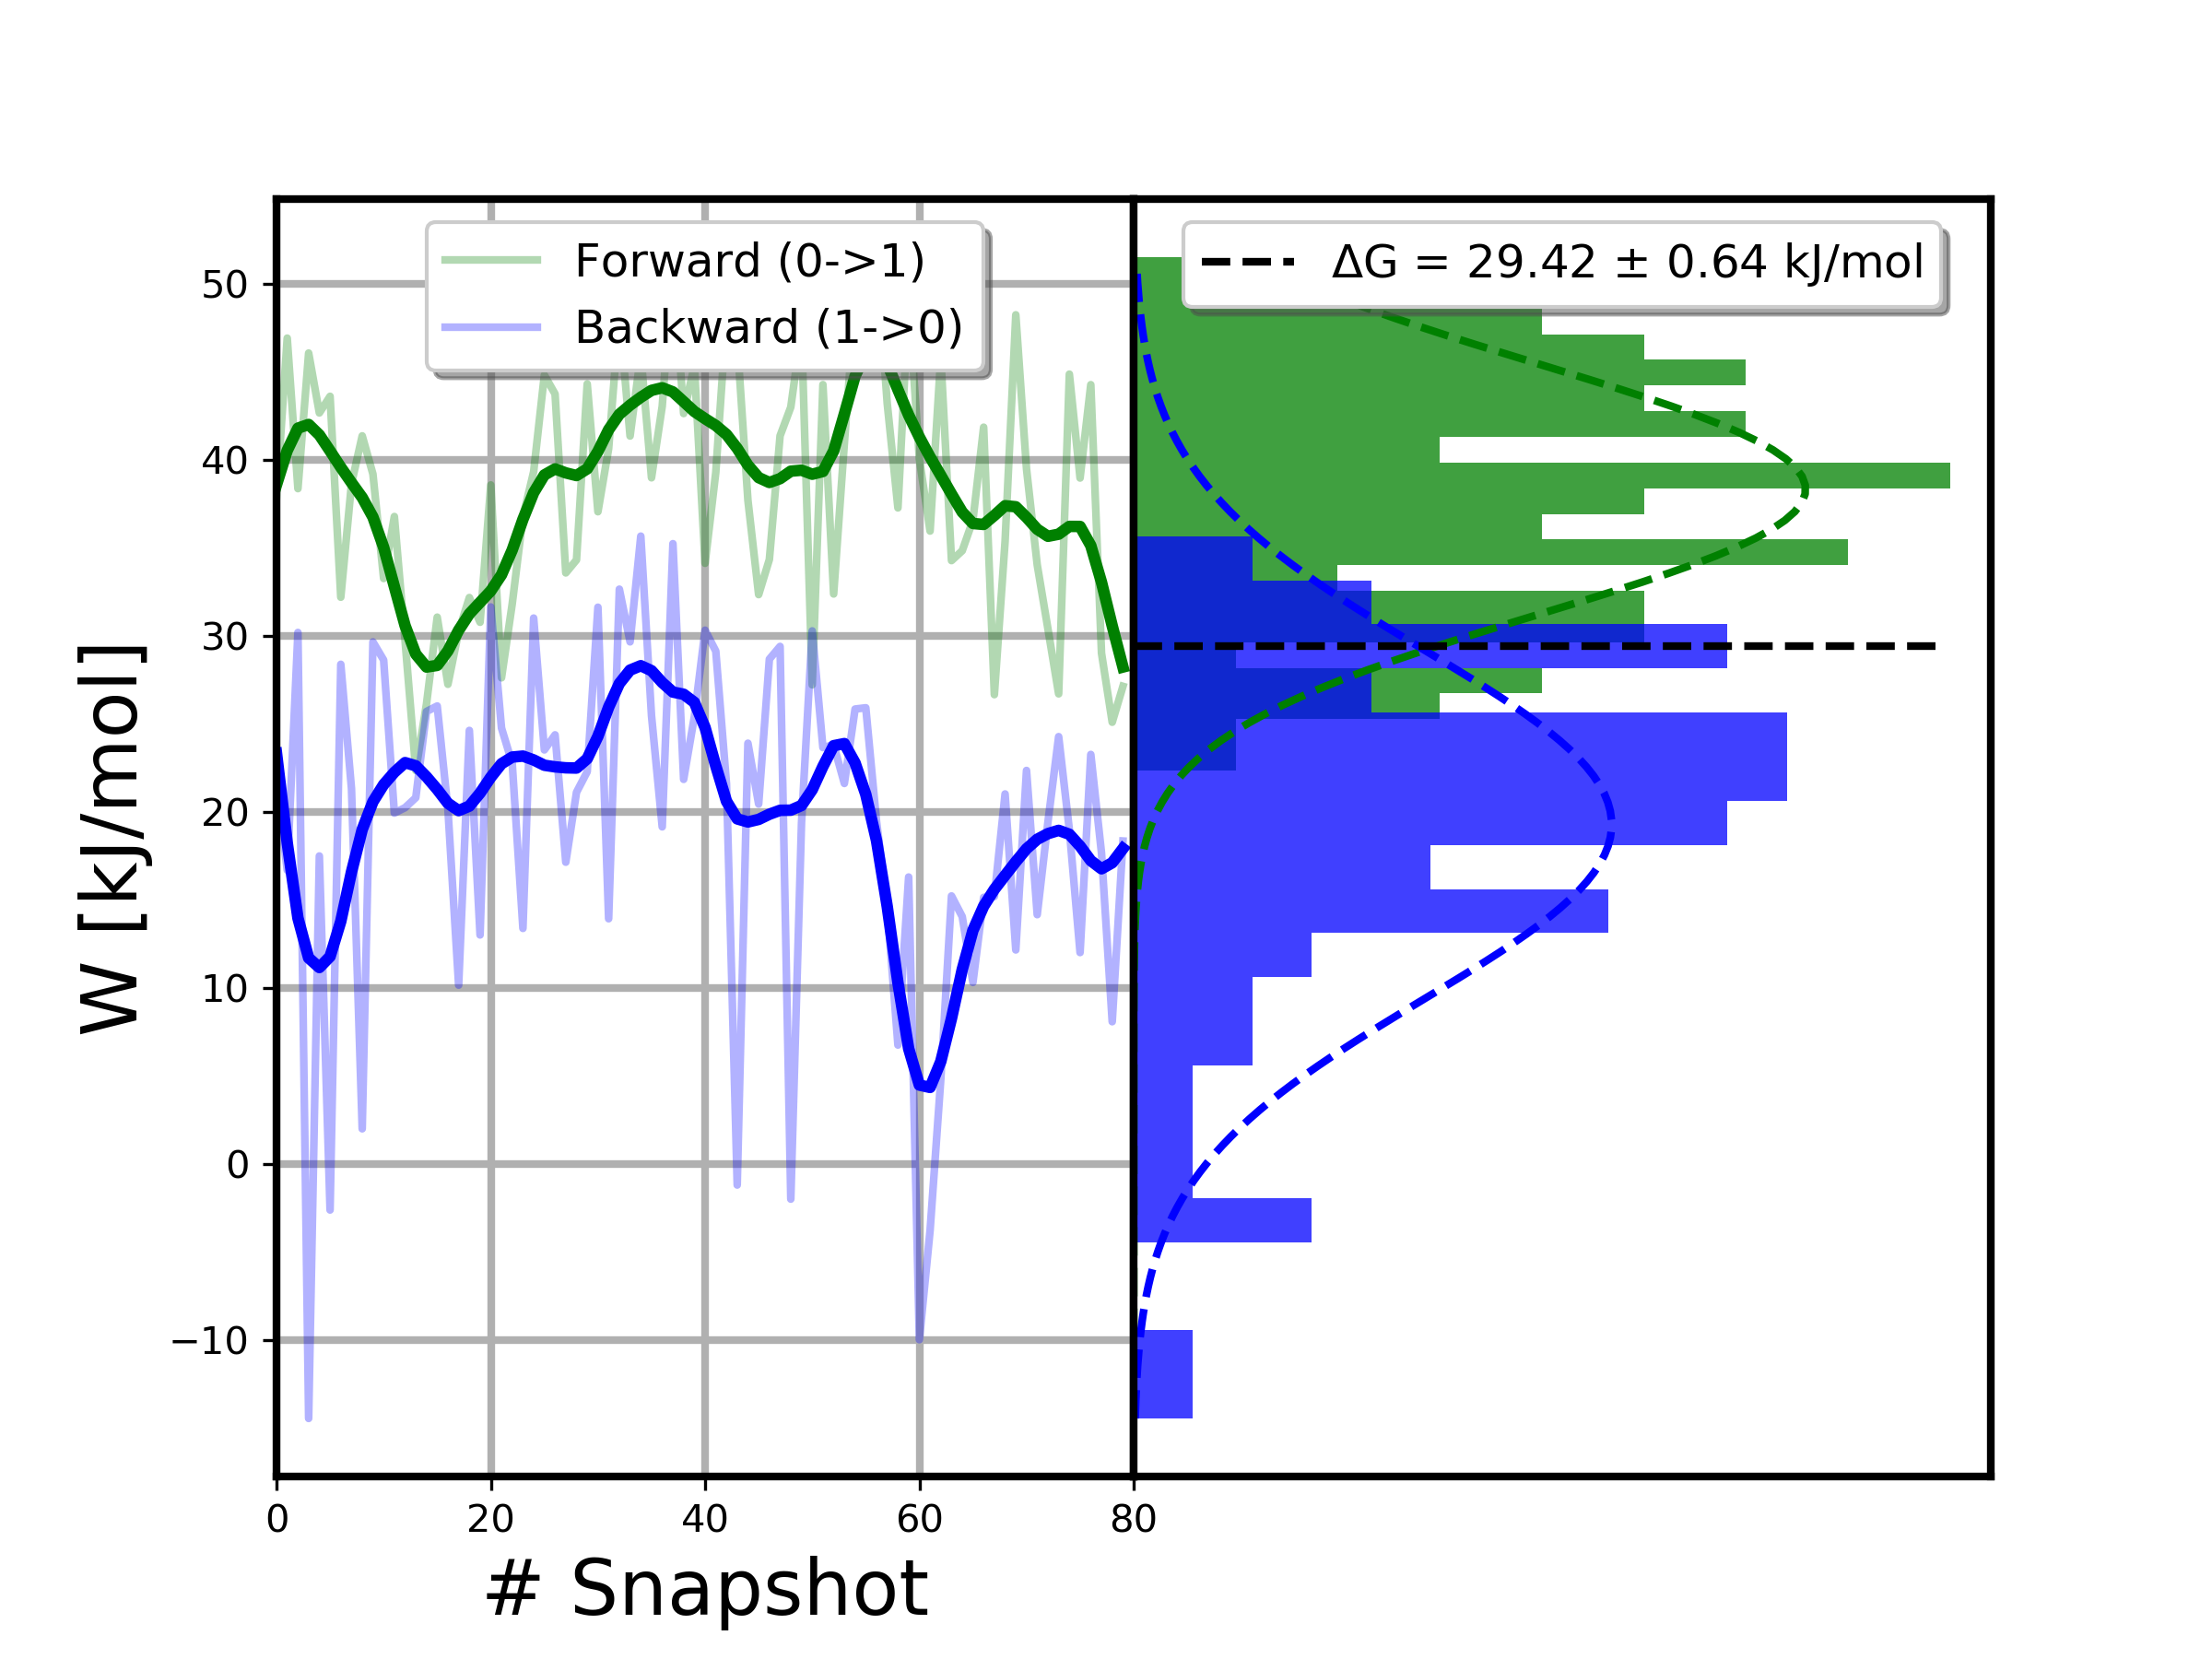 Forward (0->1)
Backward (1->0)
ΔG = 29.42 ± 0.64 kJ/mol
50
40
30
20
10
0
−10
W [kJ/mol]
0 20 40 60 80
# Snapshot